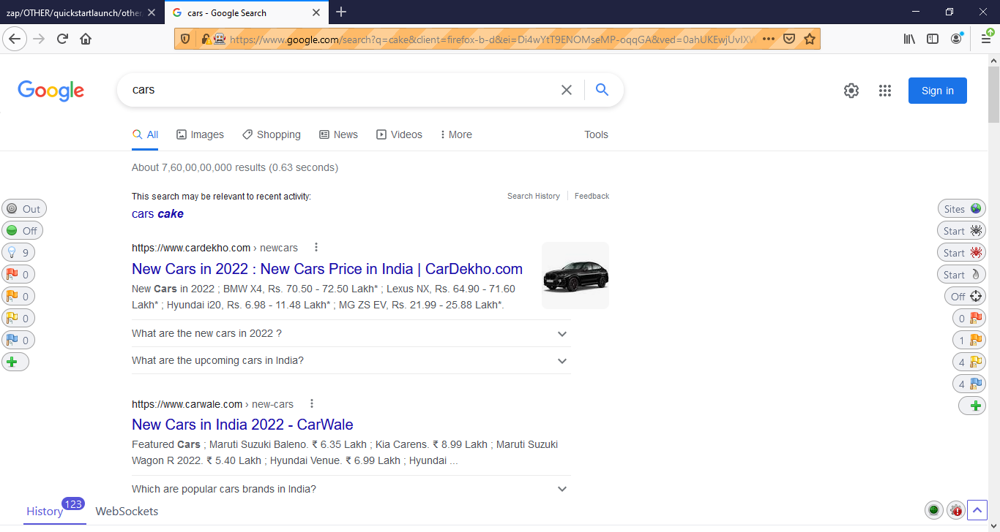 zap/OTHER/quickstartlaunch/other
cars - Google Search
https://www.google.com/search?q=cake&client=firefox-b-d&ei=Di4wYtT9ENOMseMP-oqqGA&ved=0ahUKEwjUvIXW
Google
cars
Sign in
All
Images
Shopping
News
Videos
More
Tools
About 7,60,00,00,000 results (0.63 seconds)
This search may be relevant to recent activity:
Search History
Feedback
cars cake
https://www.cardekho.com › newcars
New Cars in 2022 : New Cars Price in India | CarDekho.com
New Cars in 2022 ; BMW X4, Rs. 70.50 - 72.50 Lakh* ; Lexus NX, Rs. 64.90 - 71.60
Lakh* ; Hyundai i20, Rs. 6.98 - 11.48 Lakh* ; MG ZS EV, Rs. 21.99 - 25.88 Lakh*.
What are the new cars in 2022 ?
What are the upcoming cars in India?
https://www.carwale.com › new-cars
New Cars in India 2022 - CarWale
Featured Cars ; Maruti Suzuki Baleno. ₹ 6.35 Lakh ; Kia Carens. ₹ 8.99 Lakh ; Maruti Suzuki
Wagon R 2022. ₹ 5.40 Lakh ; Hyundai Venue. ₹ 6.99 Lakh ; Hyundai ...
Which are popular cars brands in India?
Out
Off
9
0
0
0
0
Sites
Start
Start
Start
Off
0
1
4
4
History 123
WebSockets